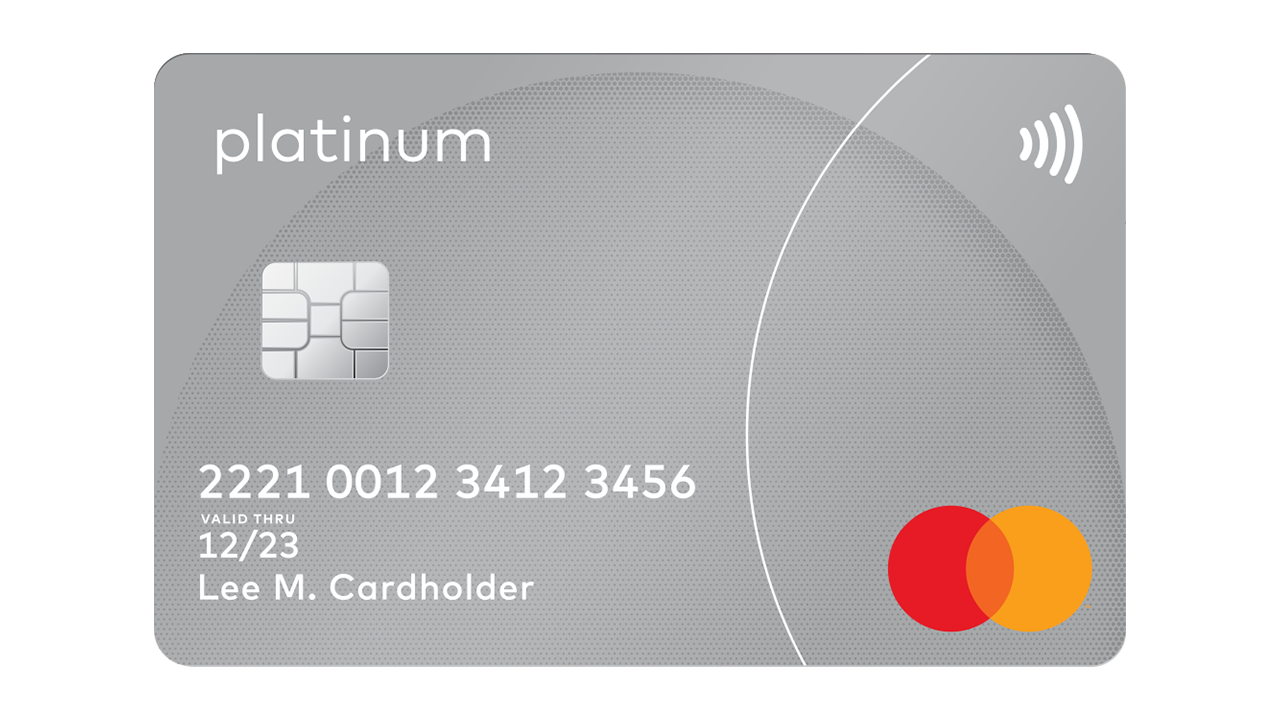 platinum
2221 0012 3412 3456
VALID THRU
12/23
Lee M. Cardholder